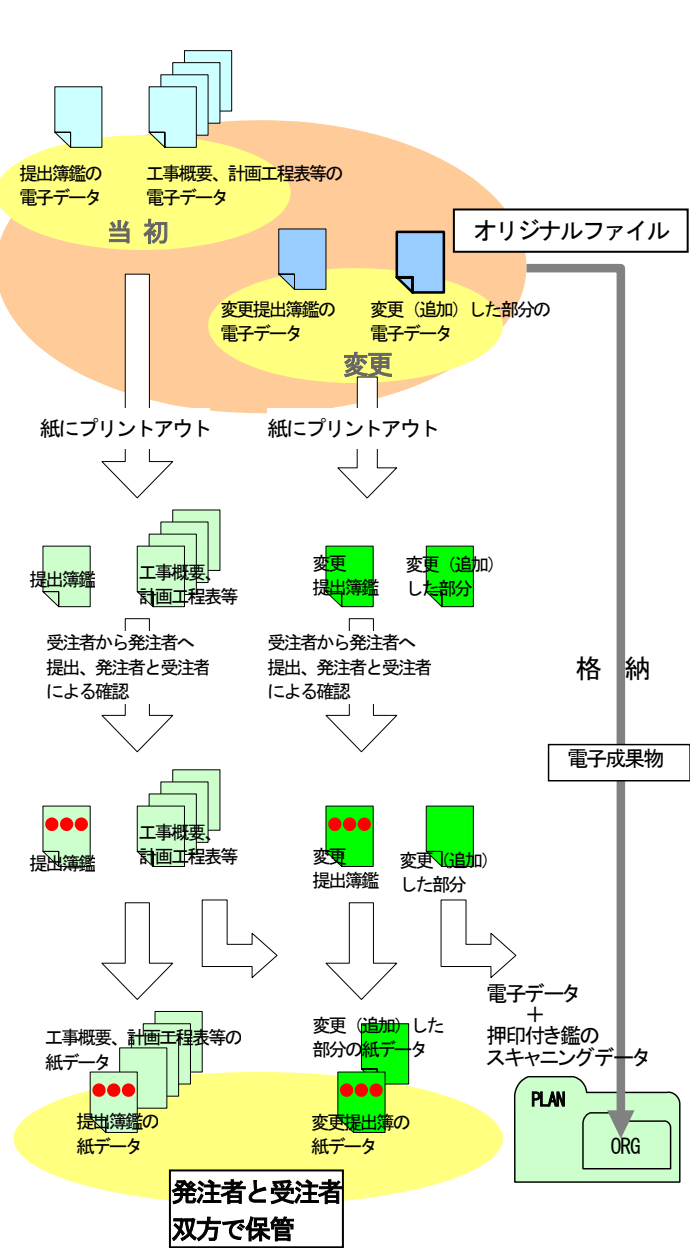 提出簿鑑の
電子データ
工事概要、計画工程表等の
電子データ
当 初
オリジナルファイル
変更提出簿鑑の
電子データ
変更（追加）した部分の
電子データ
変更
紙にプリントアウト
紙にプリントアウト
提出簿鑑
工事概要、
計画工程表等
変更
提出簿鑑
変更（追加）
した部分
受注者から発注者へ
提出、発注者と受注者
による確認
受注者から発注者へ
提出、発注者と受注者
による確認
格 納
電子成果物
提出簿鑑
工事概要、
計画工程表等
変更
提出簿鑑
変更（追加）
した部分
電子データ
＋
押印付き鑑の
スキャニングデータ
工事概要、計画工程表等の
紙データ
提出簿鑑の
紙データ
変更（追加）した
部分の紙データ
変更提出簿の
紙データ
PLAN
ORG
発注者と受注者
双方で保管